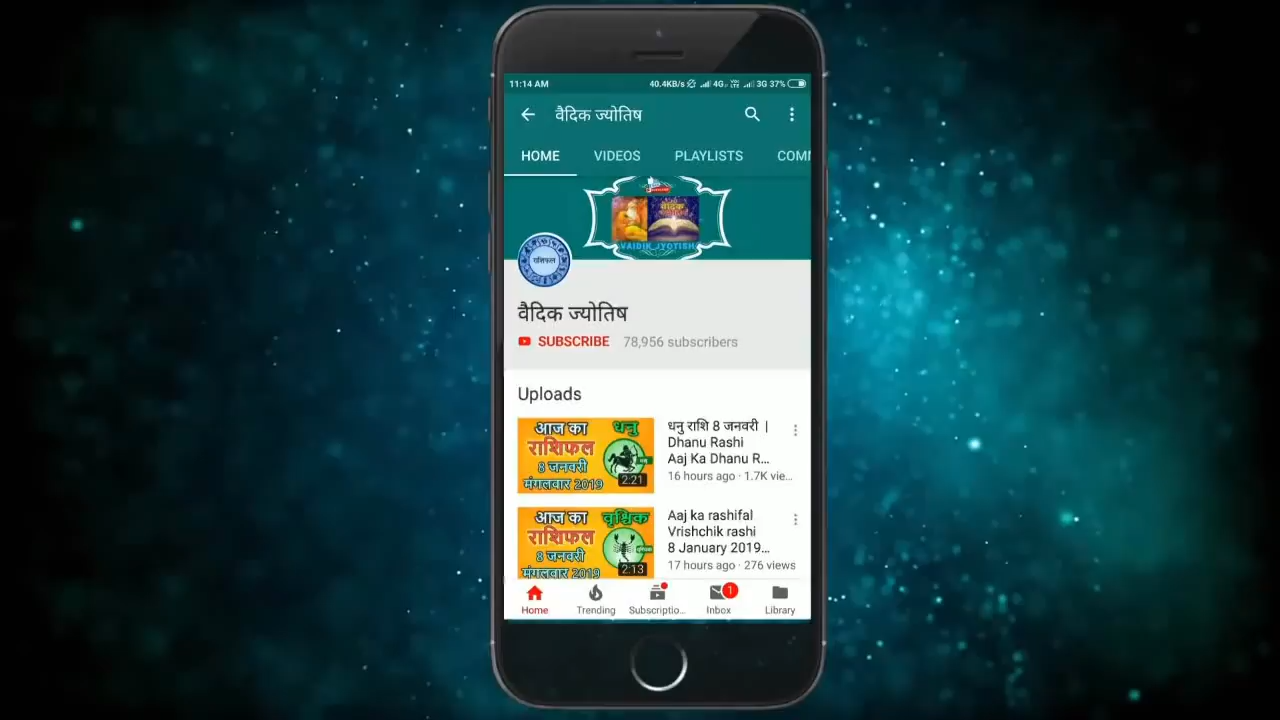 11:14 AM
40.4KB/s 4G 3G 37%
वैदिक ज्योतिष
HOME VIDEOS PLAYLISTS COMM
वैदिक
VAIDIK JYOTISH
राशिफल
वैदिक ज्योतिष
SUBSCRIBE 78,956 subscribers
Uploads
आज का धनु
राशिफल
8 जनवरी
मंगलवार 2019
2:21
धनु राशि 8 जनवरी |
Dhanu Rashi
Aaj Ka Dhanu R...
16 hours ago · 1.7K vie...
आज का वृश्चिक
राशिफल
8 जनवरी
मंगलवार 2019
2:13
Aaj ka rashifal
Vrishchik rashi
8 January 2019...
17 hours ago · 276 views
1
Home Trending Subscriptio... Inbox Library